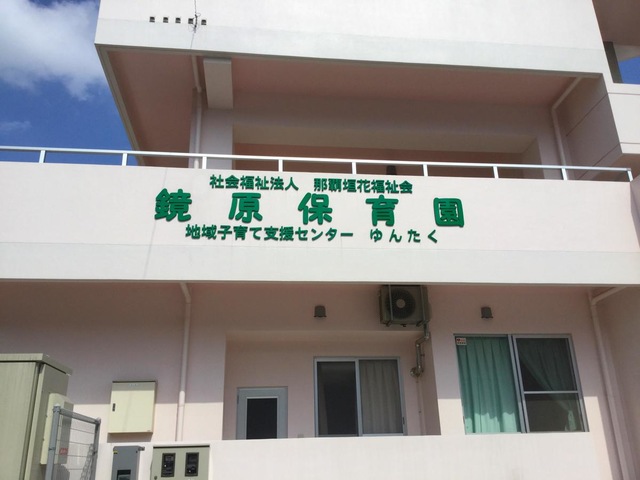 社会福祉法人 那覇垣花福祉会
鏡原保育園
地域子育て支援センター ゆんたく